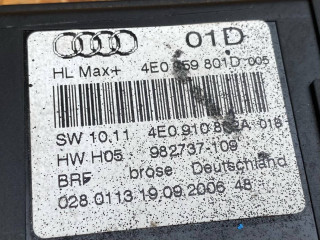 01D
HL Max+ 4E0 959 801D 005
SW 10.11 4E0 910 802A 018
HW H05 982737-109
BRF brose Deutschland
028 0113 19.09.2006 48